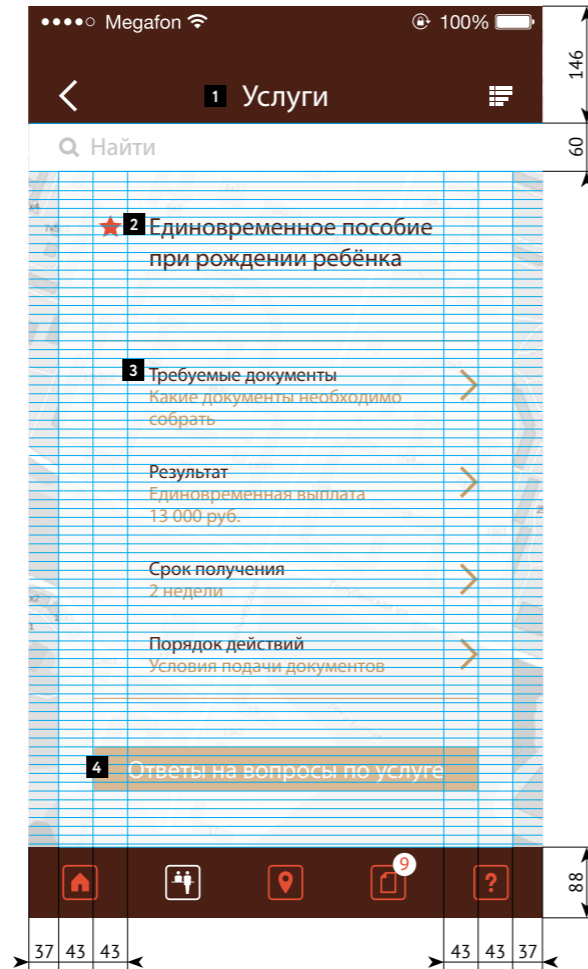 Megafon 100%
1 Услуги
146
Найти
60
2 Единовременное пособие
при рождении ребёнка
3 Требуемые документы
Какие документы необходимо
собрать
Результат
Единовременная выплата
13 000 руб.
Срок получения
2 недели
Порядок действий
Условия подачи документов
4 Ответы на вопросы по услуге
9
?
88
37 43 43 43 43 37